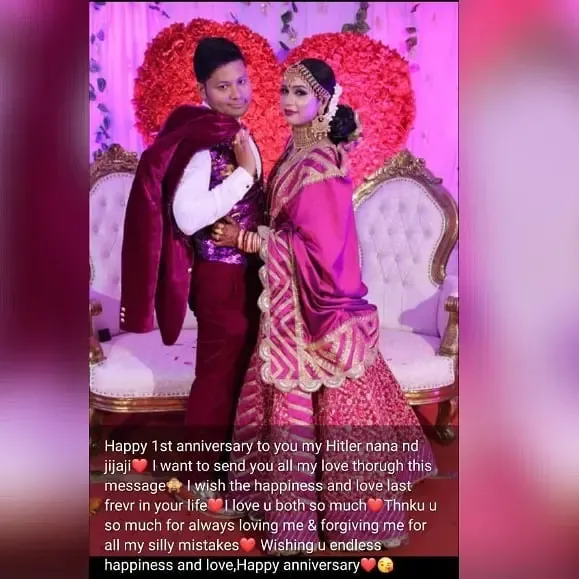 Happy 1st anniversary to you my Hitler nana nd
jijaji❤️ I want to send you all my love thorugh this
message🙈 I wish the happiness and love last
frevr in your life❤️I love u both so much❤️Thnku u
so much for always loving me & forgiving me for
all my silly mistakes❤️ Wishing u endless
happiness and love,Happy anniversary❤️😘